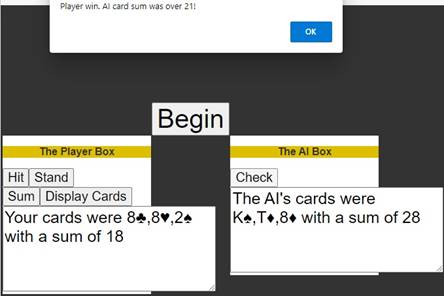 Player win. AI card sum was over 21!
OK
Begin
The Player Box
Hit Stand
Sum Display Cards
Your cards were 8♣,8♥,2♠
with a sum of 18
The AI Box
Check
The AI's cards were
K♠,T♦,8♦ with a sum of 28